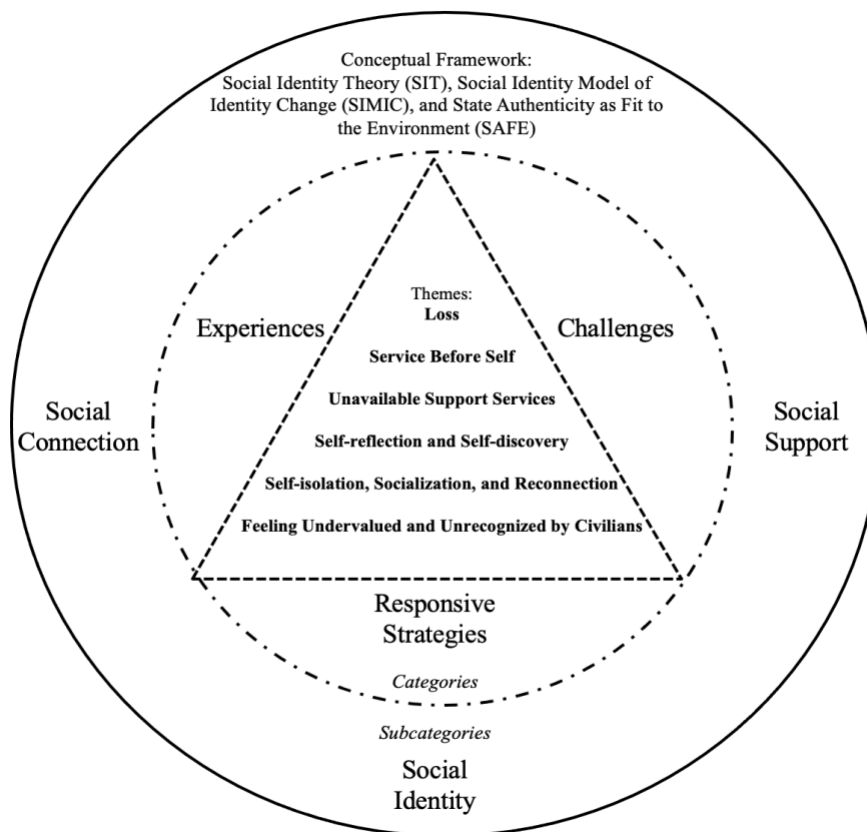 Conceptual Framework:
Social Identity Theory (SIT), Social Identity Model of
Identity Change (SIMIC), and State Authenticity as Fit to
the Environment (SAFE)
Themes:
Loss
Experiences
Challenges
Service Before Self
Unavailable Support Services
Social
Connection
Social
Support
Self-reflection and Self-discovery
Self-isolation, Socialization, and Reconnection
Feeling Undervalued and Unrecognized by Civilians
Responsive
Strategies
Categories
Subcategories
Social
Identity